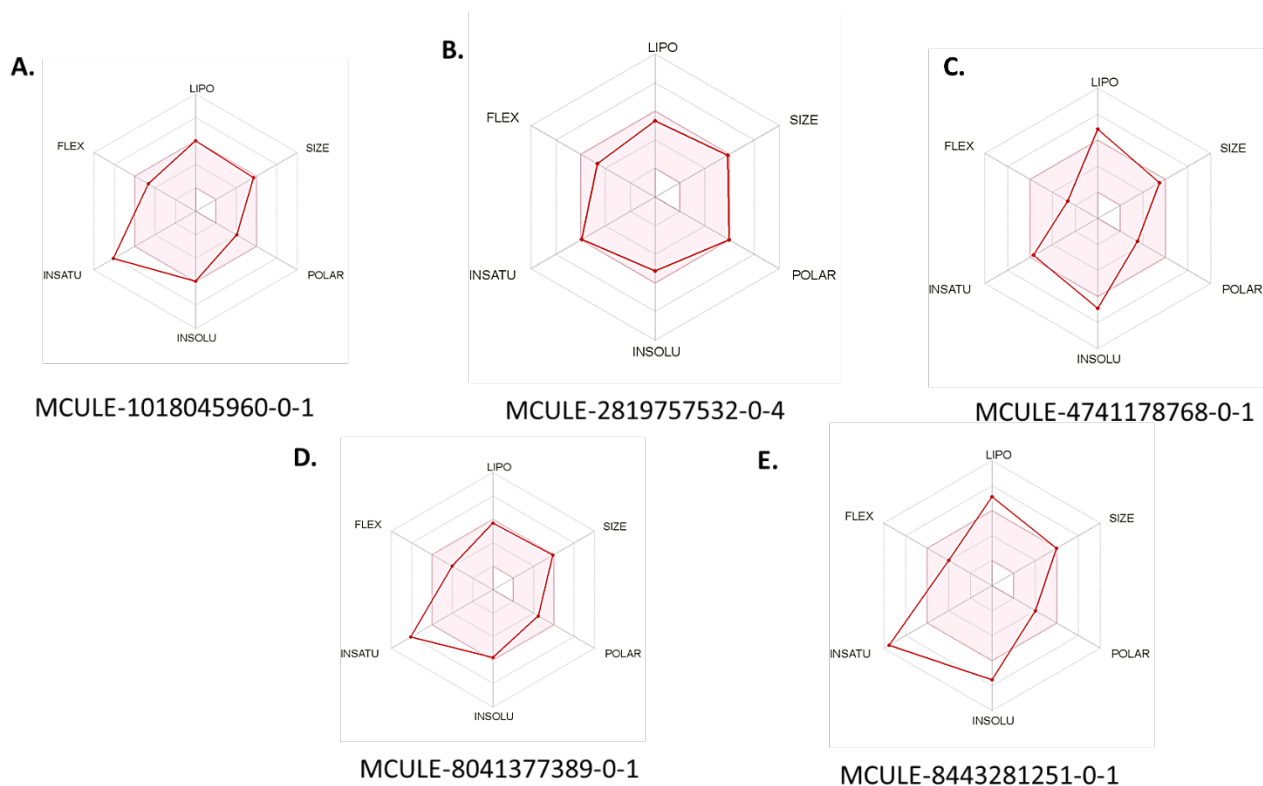 A.
LIPO
FLEX
SIZE
INSATU
POLAR
INSOLU
MCULE-1018045960-0-1
B.
LIPO
FLEX
SIZE
INSATU
POLAR
INSOLU
MCULE-2819757532-0-4
C.
LIPO
FLEX
SIZE
INSATU
POLAR
INSOLU
MCULE-4741178768-0-1
D.
LIPO
FLEX
SIZE
INSATU
POLAR
INSOLU
MCULE-8041377389-0-1
E.
LIPO
FLEX
SIZE
INSATU
POLAR
INSOLU
MCULE-8443281251-0-1